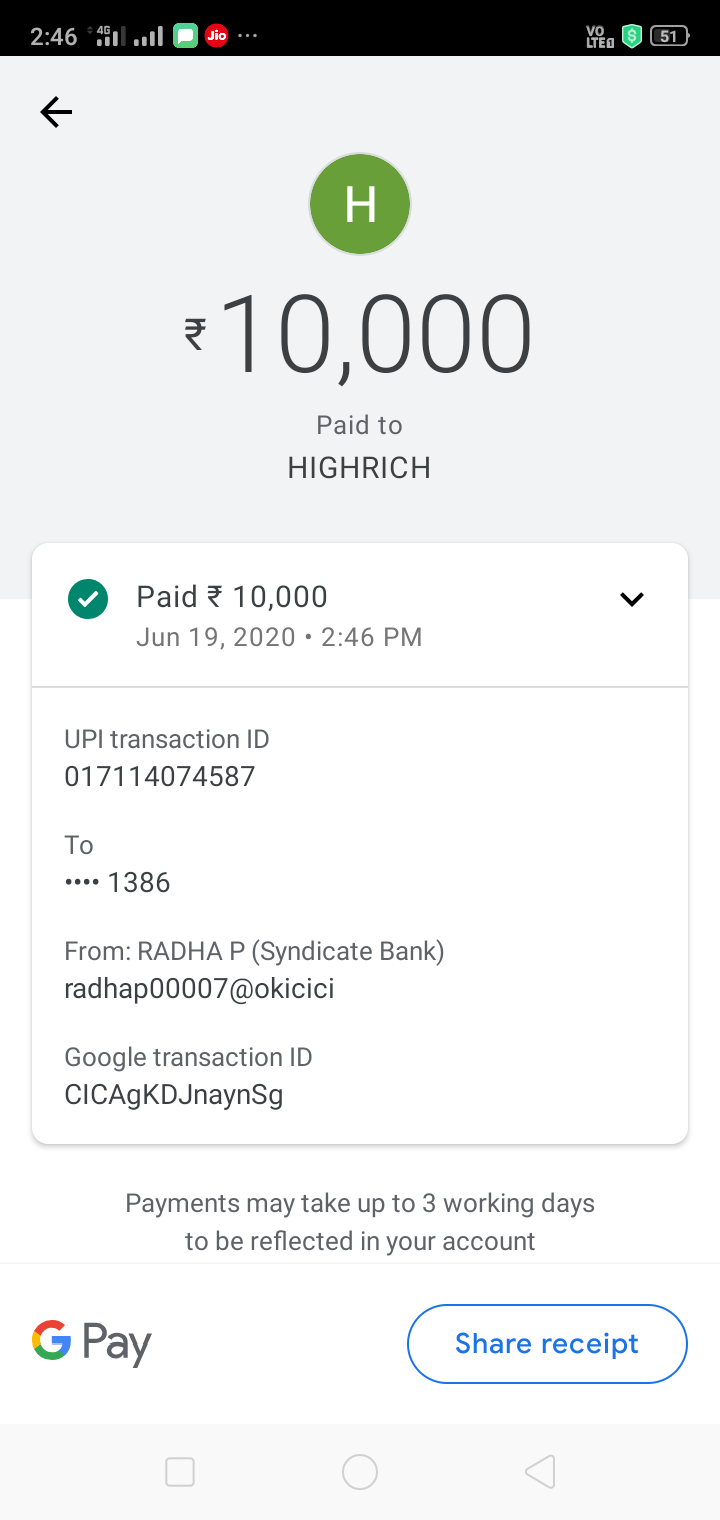 2:46 4G Jio ... VO LTE1 51
H
₹10,000
Paid to
HIGHRICH
Paid ₹ 10,000
Jun 19, 2020 • 2:46 PM
UPI transaction ID
017114074587
To
•••• 1386
From: RADHA P (Syndicate Bank)
radhap00007@okicici
Google transaction ID
CICAgKDJnaynSg
Payments may take up to 3 working days
to be reflected in your account
G Pay
Share receipt